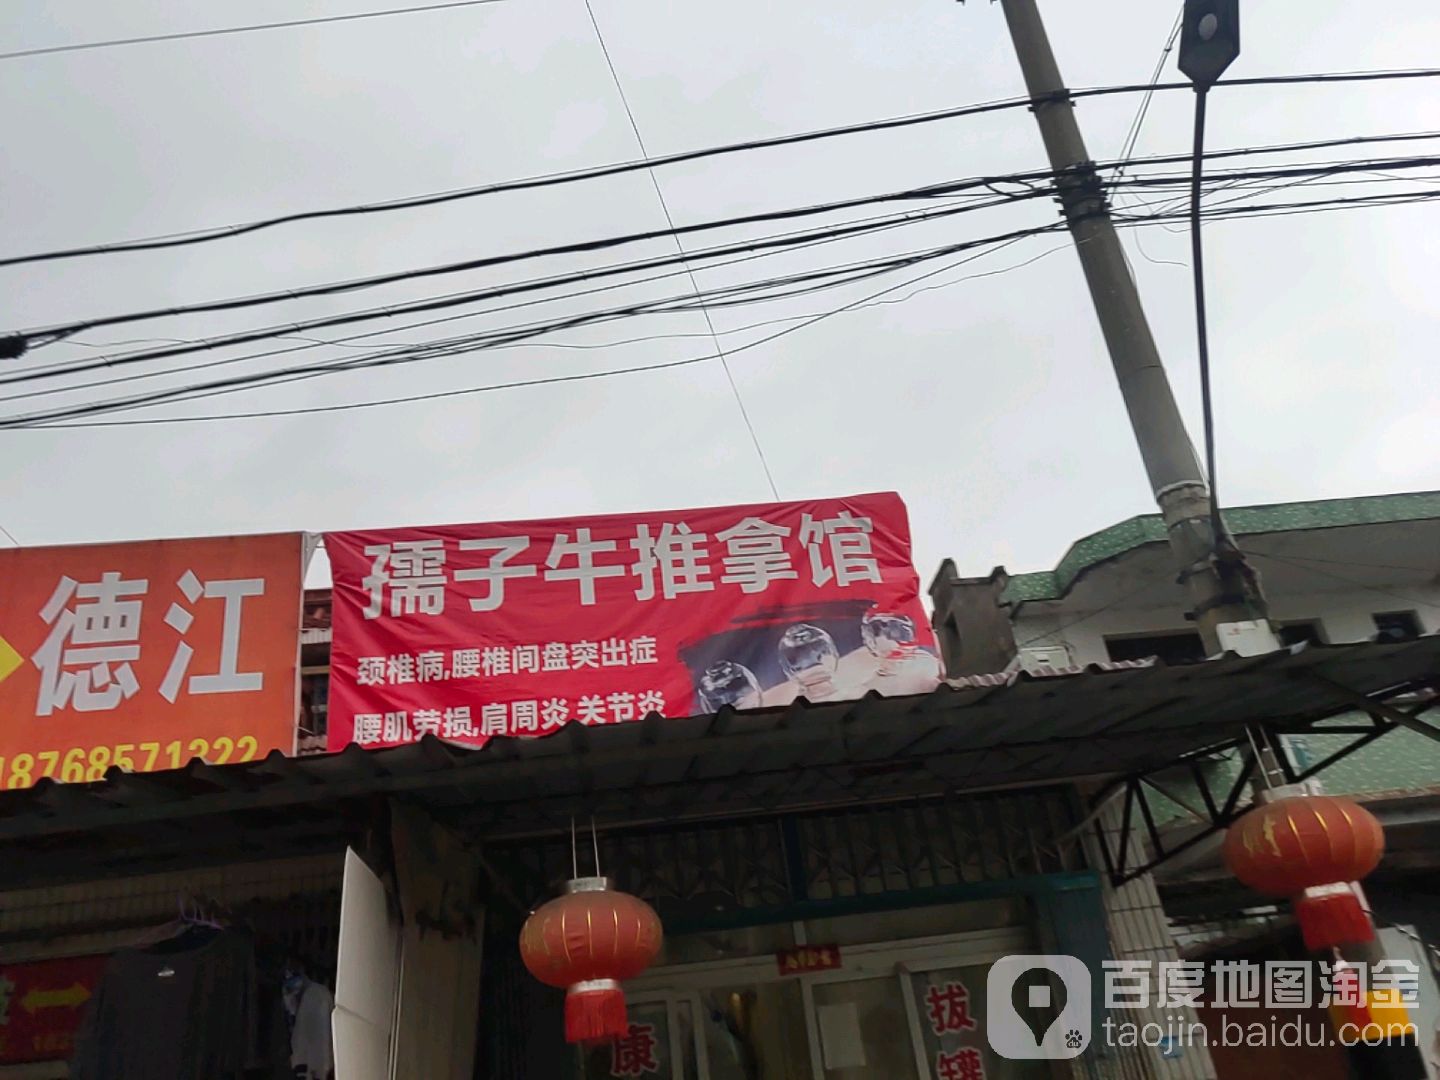 孺子牛推拿馆
颈椎病,腰椎间盘突出症
腰肌劳损,肩周炎 关节炎
德江
18768571222
康
拔罐
百度地图淘金
taojin.baidu.com